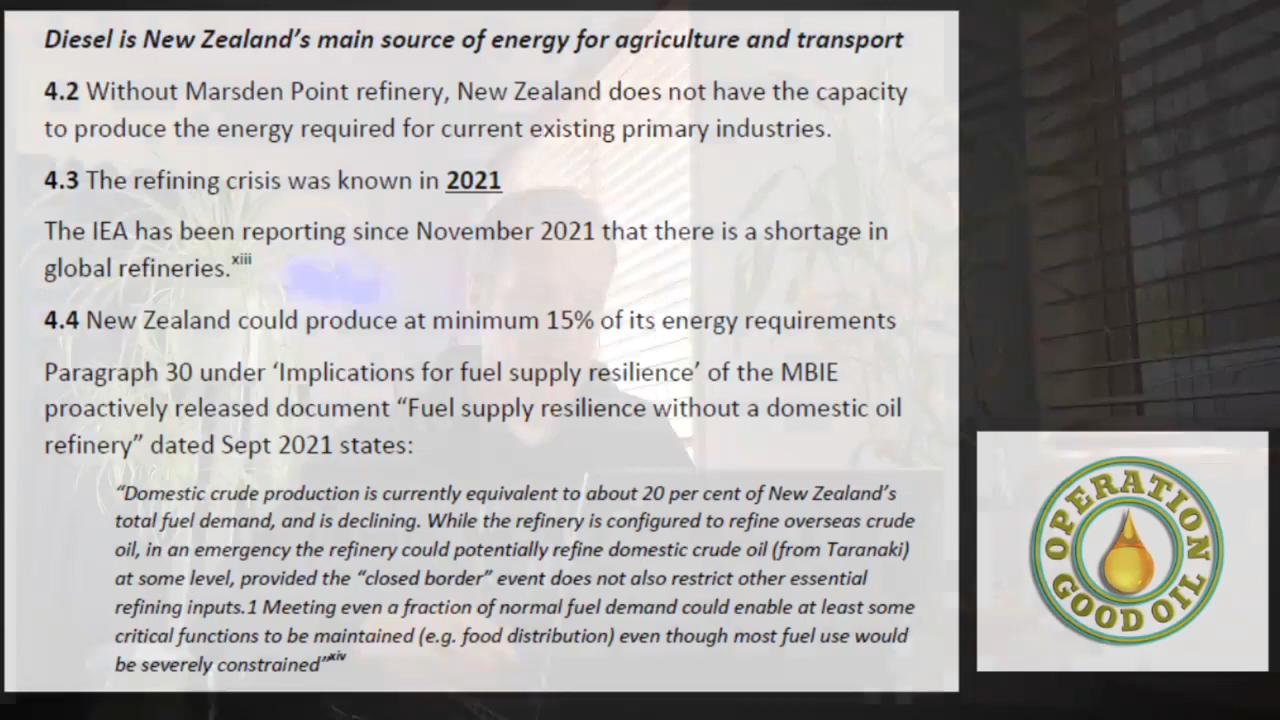 Diesel is New Zealand’s main source of energy for agriculture and transport
4.2 Without Marsden Point refinery, New Zealand does not have the capacity
to produce the energy required for current existing primary industries.
4.3 The refining crisis was known in 2021
The IEA has been reporting since November 2021 that there is a shortage in
global refineries.xiii
4.4 New Zealand could produce at minimum 15% of its energy requirements
Paragraph 30 under ‘Implications for fuel supply resilience’ of the MBIE
proactively released document “Fuel supply resilience without a domestic oil
refinery” dated Sept 2021 states:
“Domestic crude production is currently equivalent to about 20 per cent of New Zealand’s
total fuel demand, and is declining. While the refinery is configured to refine overseas crude
oil, in an emergency the refinery could potentially refine domestic crude oil (from Taranaki)
at some level, provided the “closed border” event does not also restrict other essential
refining inputs.1 Meeting even a fraction of normal fuel demand could enable at least some
critical functions to be maintained (e.g. food distribution) even though most fuel use would
be severely constrained”xiv
OPERATION
GOOD OIL